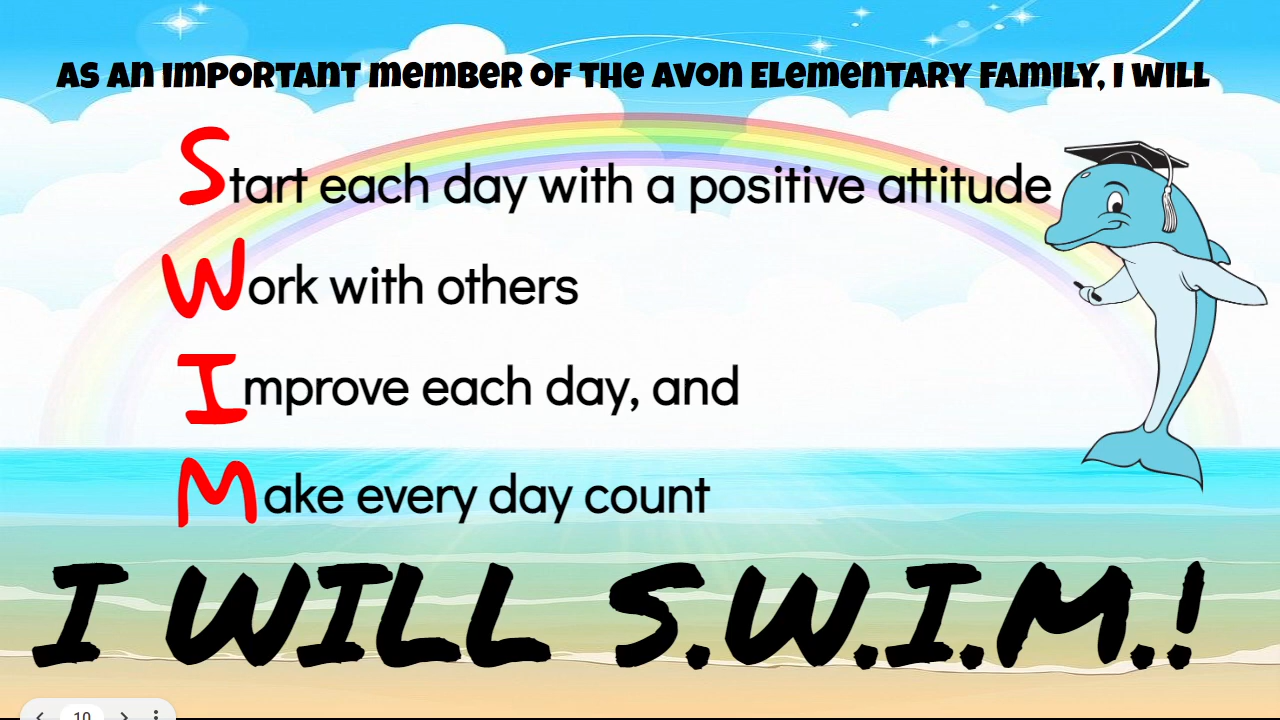 AS AN IMPORTANT MEMBER OF THE AVON ELEMENTARY FAMILY, I WILL
Start each day with a positive attitude
Work with others
Improve each day, and
Make every day count
I WILL S.W.I.M.!
10